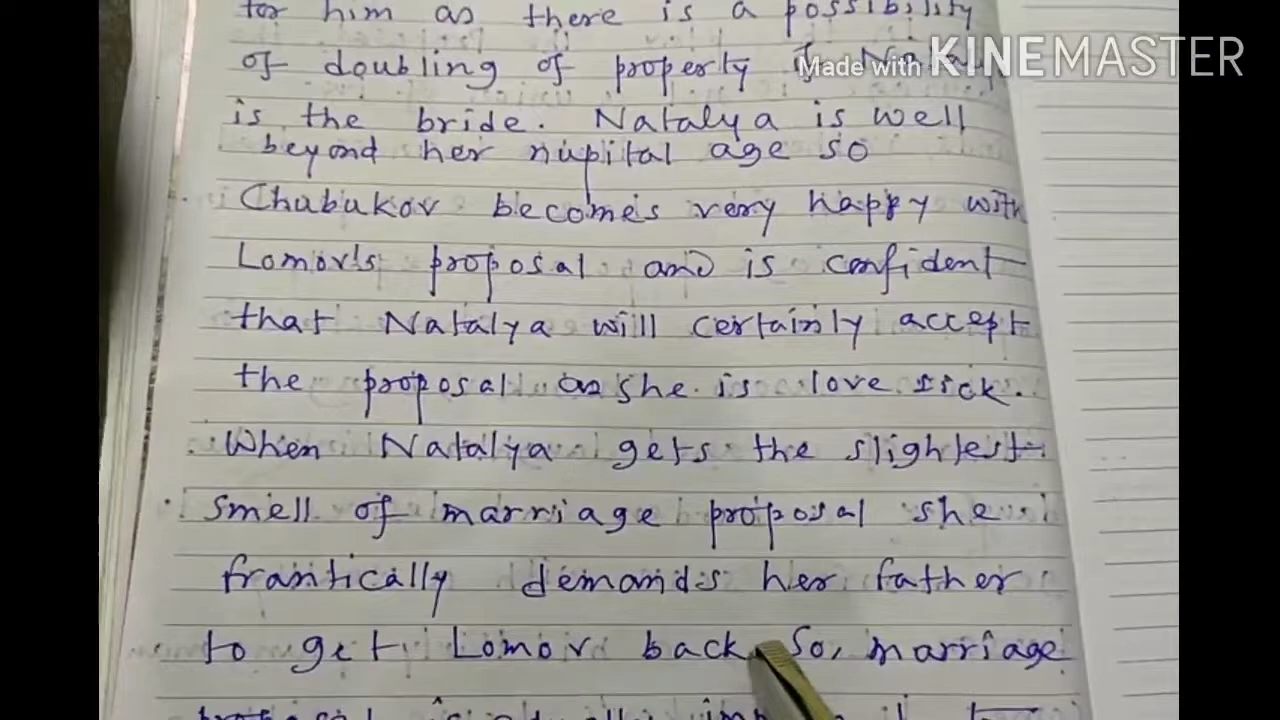 for him as there is a possibility
of doubling of property if
Made with KINEMASTER
is the bride. Natalya is well
beyond her nupital age so
Chubukov becomes very happy with
Lomov's proposal and is confident
that Natalya will certainly accept
the proposal as she is love sick.
When Natalya gets the slightest
smell of marriage proposal she
frantically demands her father
to get Lomov back. So, marriage